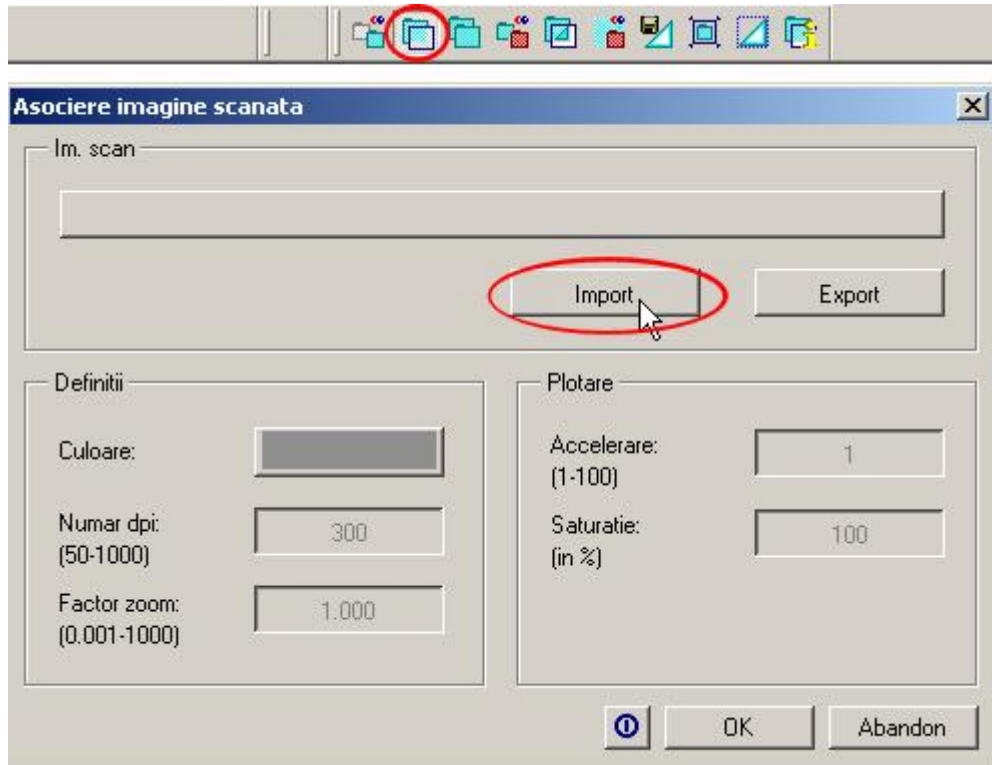 Asociere imagine scanata
Im. scan
Import
Export
Definitii
Culoare:
Numar dpi:
(50-1000)
300
Factor zoom:
(0.001-1000)
1.000
Plotare
Accelerare:
(1-100)
1
Saturatie:
(in %)
100
OK
Abandon